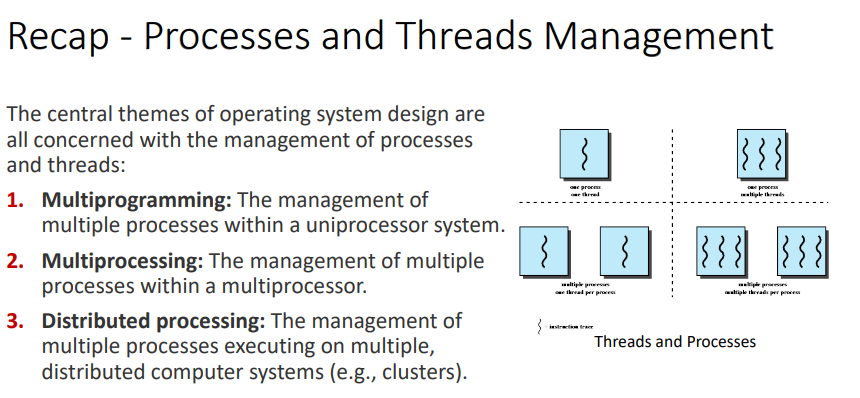 Recap - Processes and Threads Management
The central themes of operating system design are
all concerned with the management of processes
and threads:
1. Multiprogramming: The management of
multiple processes within a uniprocessor system.
2. Multiprocessing: The management of multiple
processes within a multiprocessor.
3. Distributed processing: The management of
multiple processes executing on multiple,
distributed computer systems (e.g., clusters).
one process
one thread
one process
multiple threads
multiple processes
one thread per process
multiple processes
multiple threads per process
instruction trace
Threads and Processes